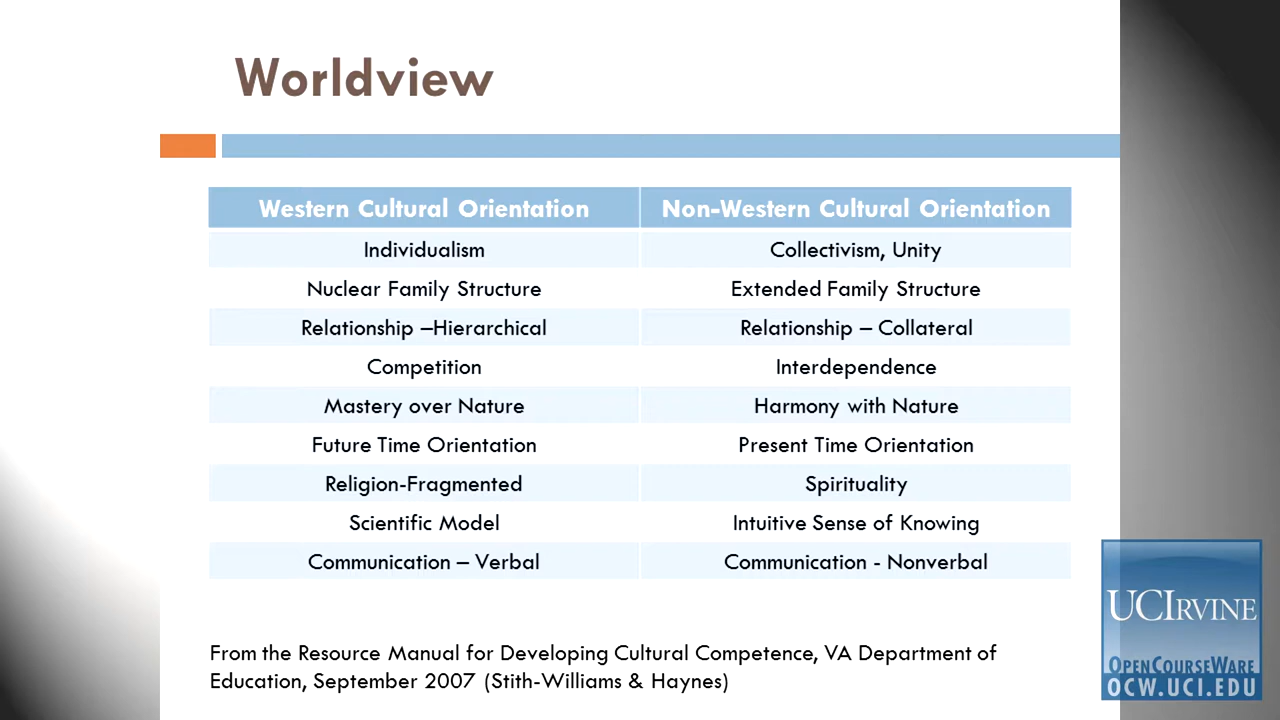 Worldview
Western Cultural Orientation Non-Western Cultural Orientation
Individualism Collectivism, Unity
Nuclear Family Structure Extended Family Structure
Relationship –Hierarchical Relationship – Collateral
Competition Interdependence
Mastery over Nature Harmony with Nature
Future Time Orientation Present Time Orientation
Religion-Fragmented Spirituality
Scientific Model Intuitive Sense of Knowing
Communication – Verbal Communication - Nonverbal
From the Resource Manual for Developing Cultural Competence, VA Department of
Education, September 2007 (Stith-Williams & Haynes)
UCIRVINE
OPENCOURSEWARE
OCW.UCI.EDU